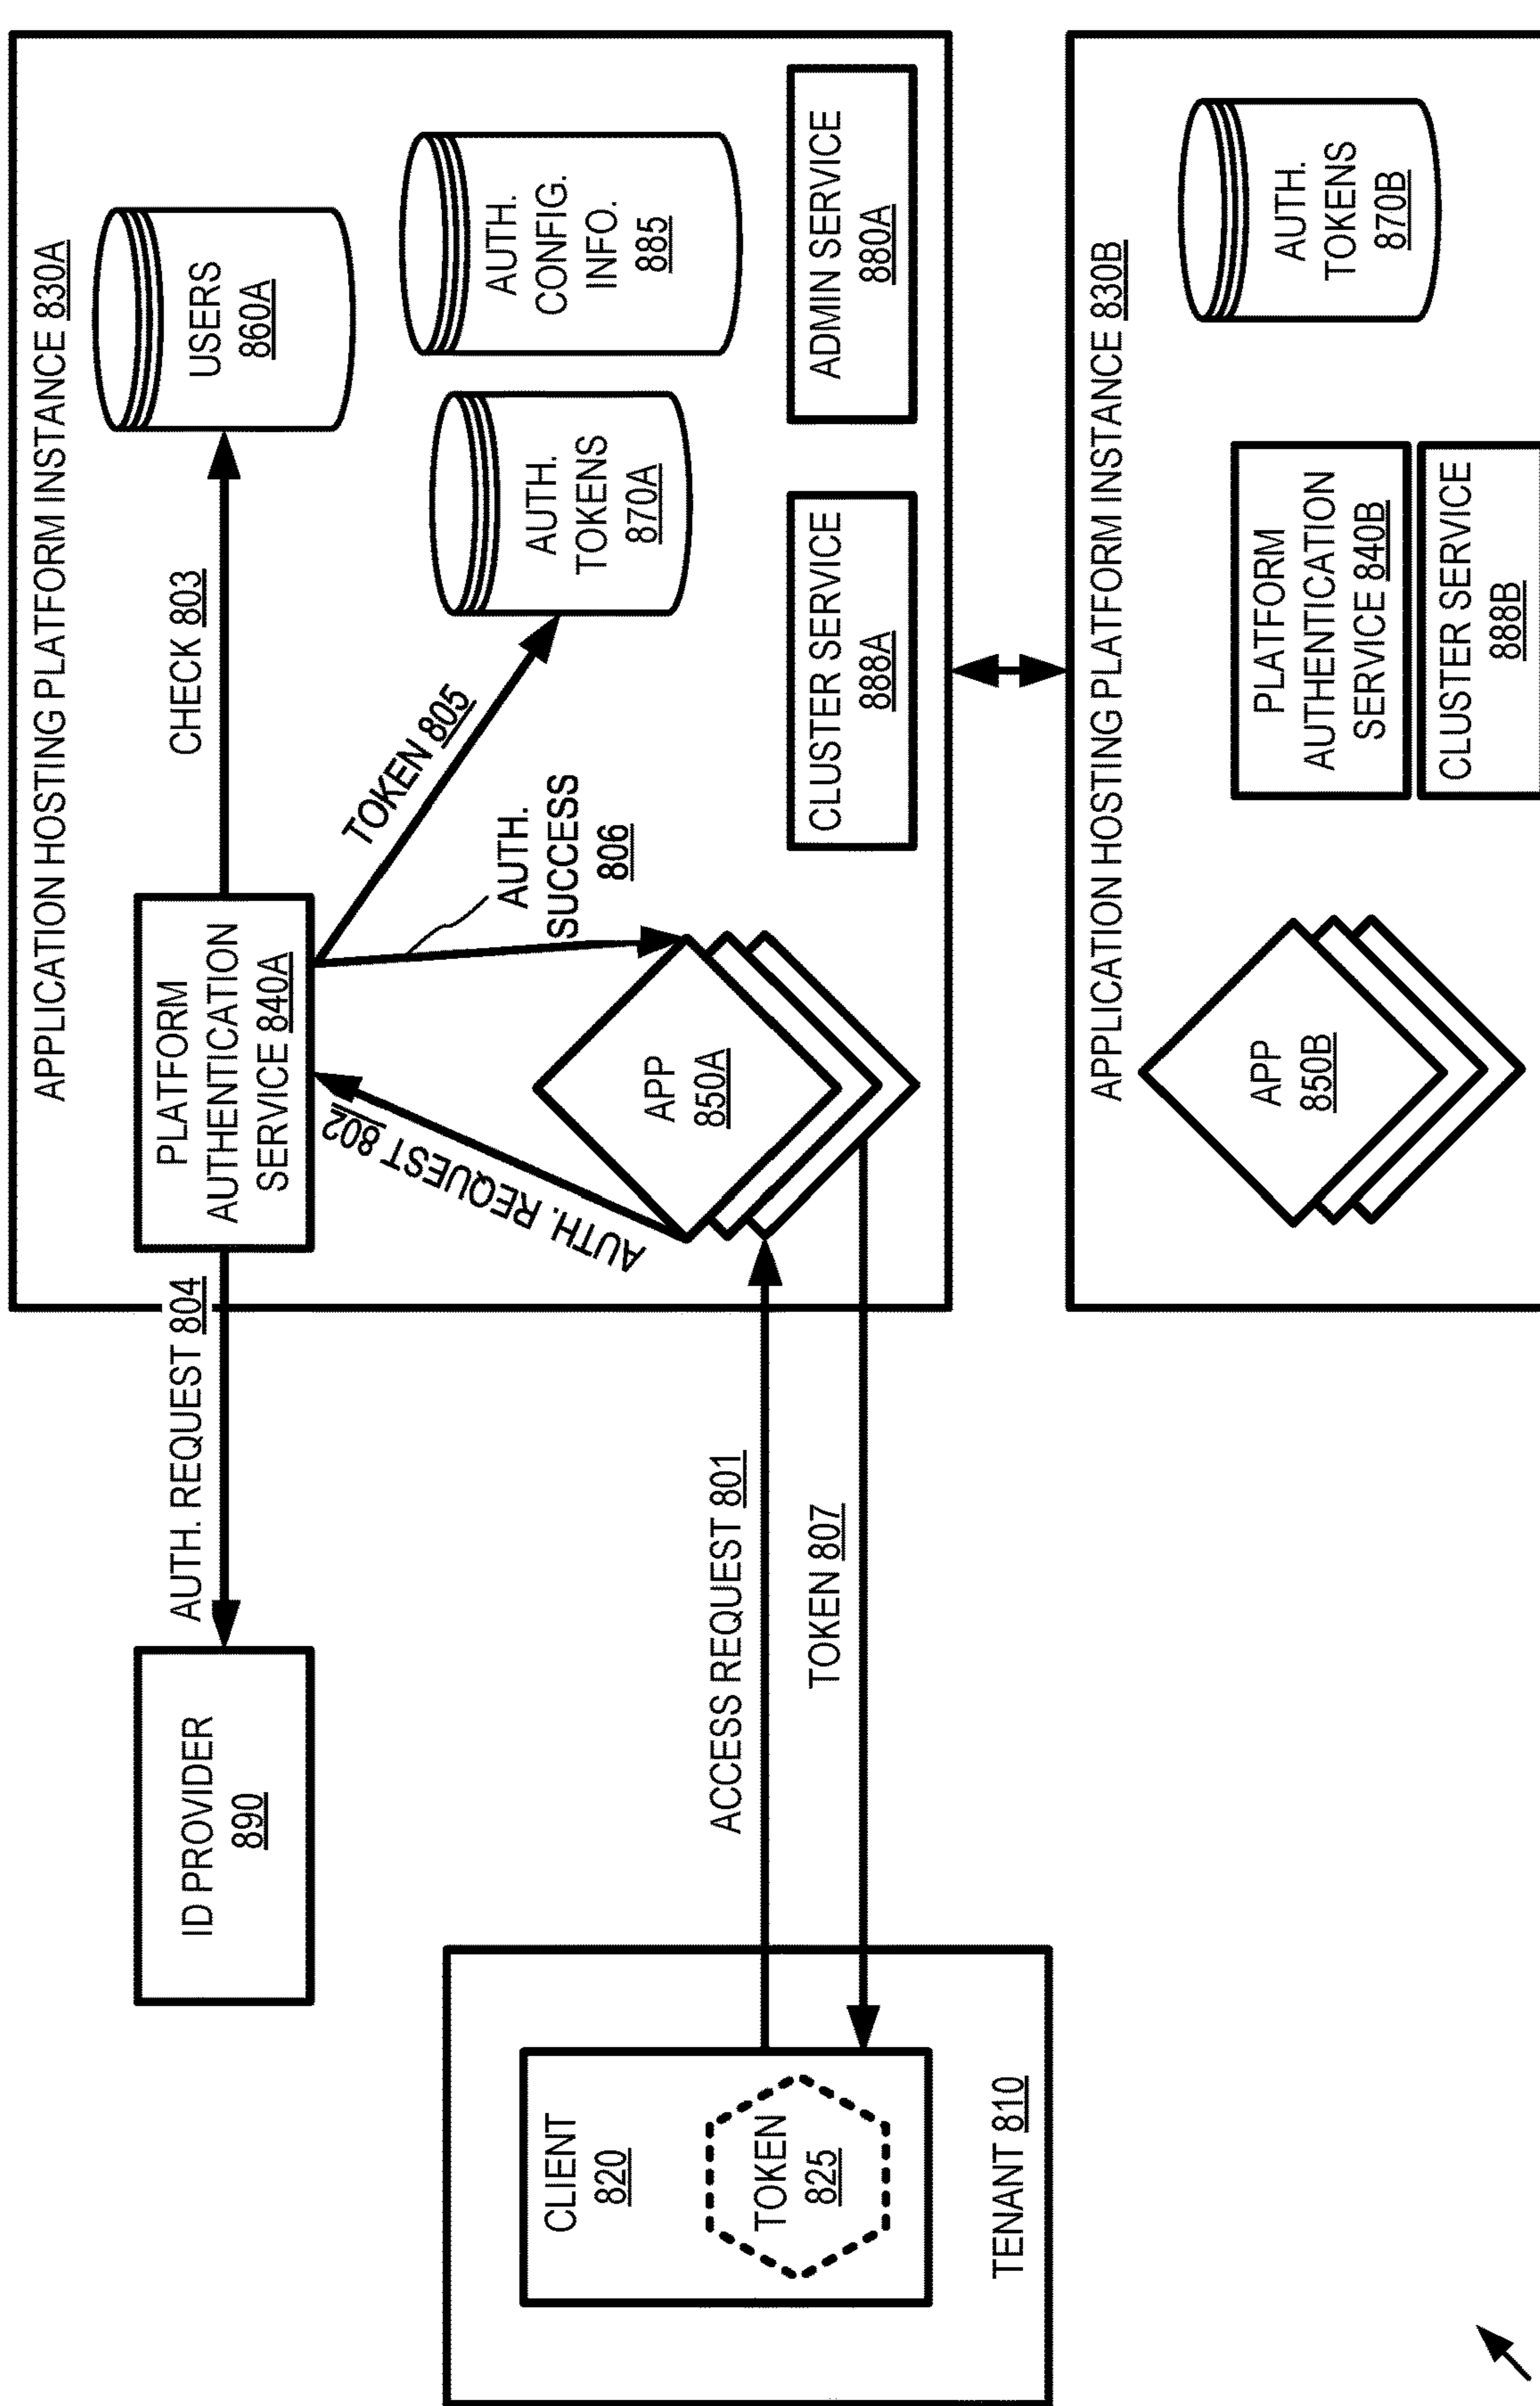 APPLICATION HOSTING PLATFORM INSTANCE 830A
ID PROVIDER
890
AUTH. REQUEST 804
PLATFORM
AUTHENTICATION
SERVICE 840A
CHECK 803
USERS
860A
AUTH. REQUEST 802
TOKEN 805
AUTH.
SUCCESS
806
AUTH.
TOKENS
870A
AUTH.
CONFIG.
INFO.
885
CLIENT
820
TOKEN
825
TENANT 810
ACCESS REQUEST 801
TOKEN 807
APP
850A
CLUSTER SERVICE
888A
ADMIN SERVICE
880A
APPLICATION HOSTING PLATFORM INSTANCE 830B
APP
850B
PLATFORM
AUTHENTICATION
SERVICE 840B
CLUSTER SERVICE
888B
AUTH.
TOKENS
870B